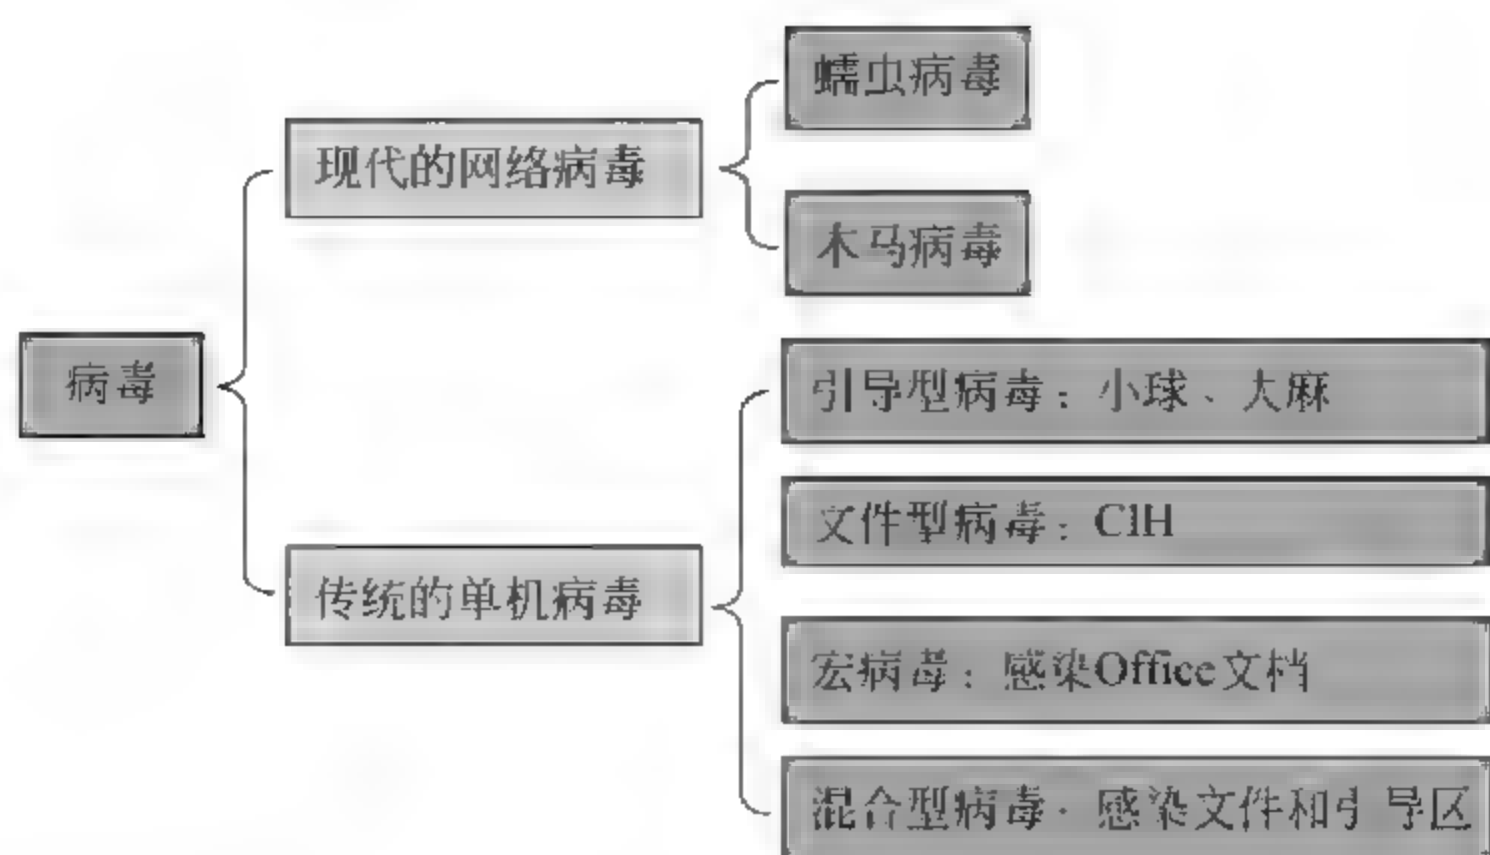 蠕虫病毒
现代的网络病毒
木马病毒
病毒
引导型病毒：小球、大麻
文件型病毒：CIH
传统的单机病毒
宏病毒：感染Office文档
混合型病毒：感染文件和引导区